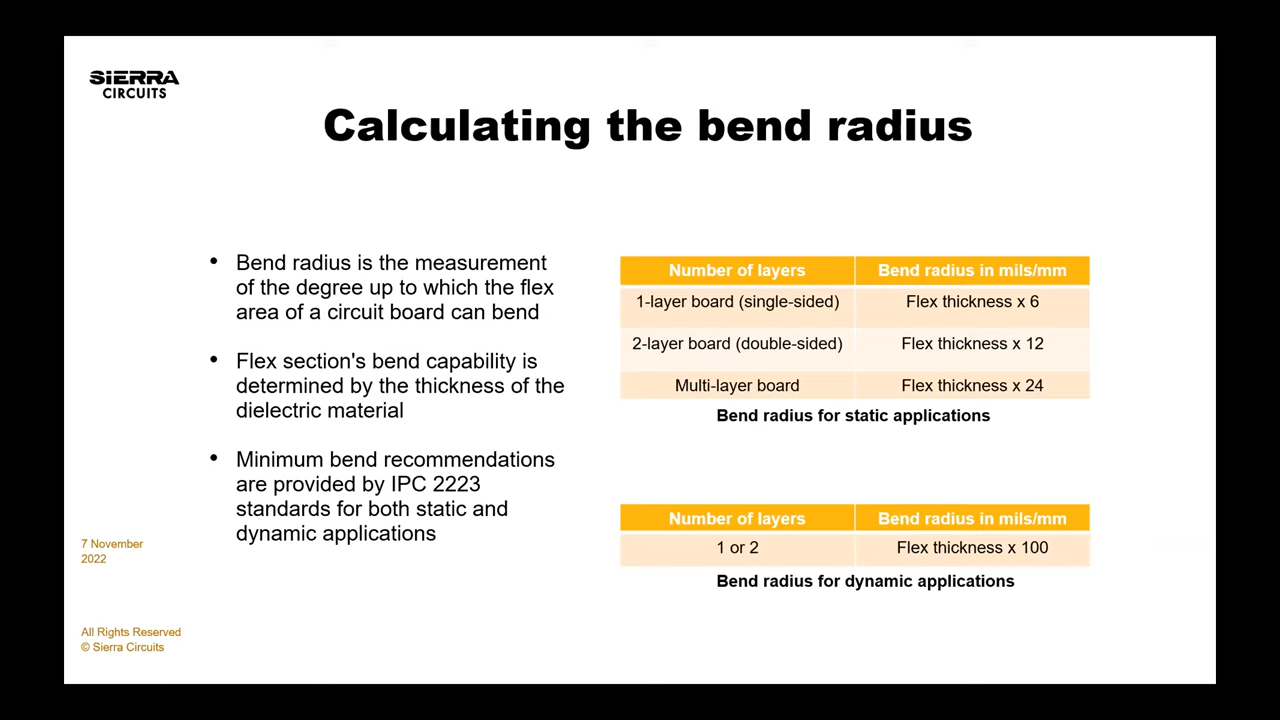 SiERRA
CIRCUITS
Calculating the bend radius
• Bend radius is the measurement
of the degree up to which the flex
area of a circuit board can bend
• Flex section's bend capability is
determined by the thickness of the
dielectric material
• Minimum bend recommendations
are provided by IPC 2223
standards for both static and
dynamic applications
Number of layers Bend radius in mils/mm
1-layer board (single-sided) Flex thickness x 6
2-layer board (double-sided) Flex thickness x 12
Multi-layer board Flex thickness x 24
Bend radius for static applications
Number of layers Bend radius in mils/mm
1 or 2 Flex thickness x 100
Bend radius for dynamic applications
7 November
2022
All Rights Reserved
© Sierra Circuits